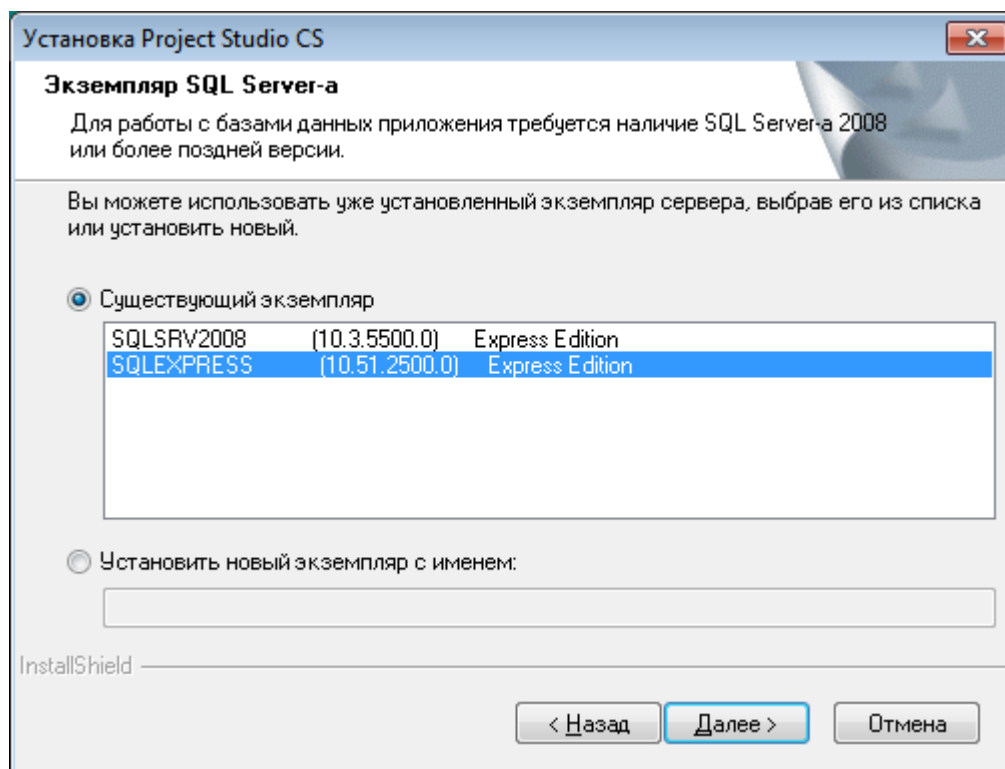 Установка Project Studio CS
Экземпляр SQL Server-а
Для работы с базами данных приложения требуется наличие SQL Server-а 2008
или более поздней версии.
Вы можете использовать уже установленный экземпляр сервера, выбрав его из списка
или установить новый.
Существующий экземпляр
SQLSRV2008 (10.3.5500.0) Express Edition
SQLEXPRESS (10.51.2500.0) Express Edition
Установить новый экземпляр с именем:
InstallShield
< Назад Далее > Отмена